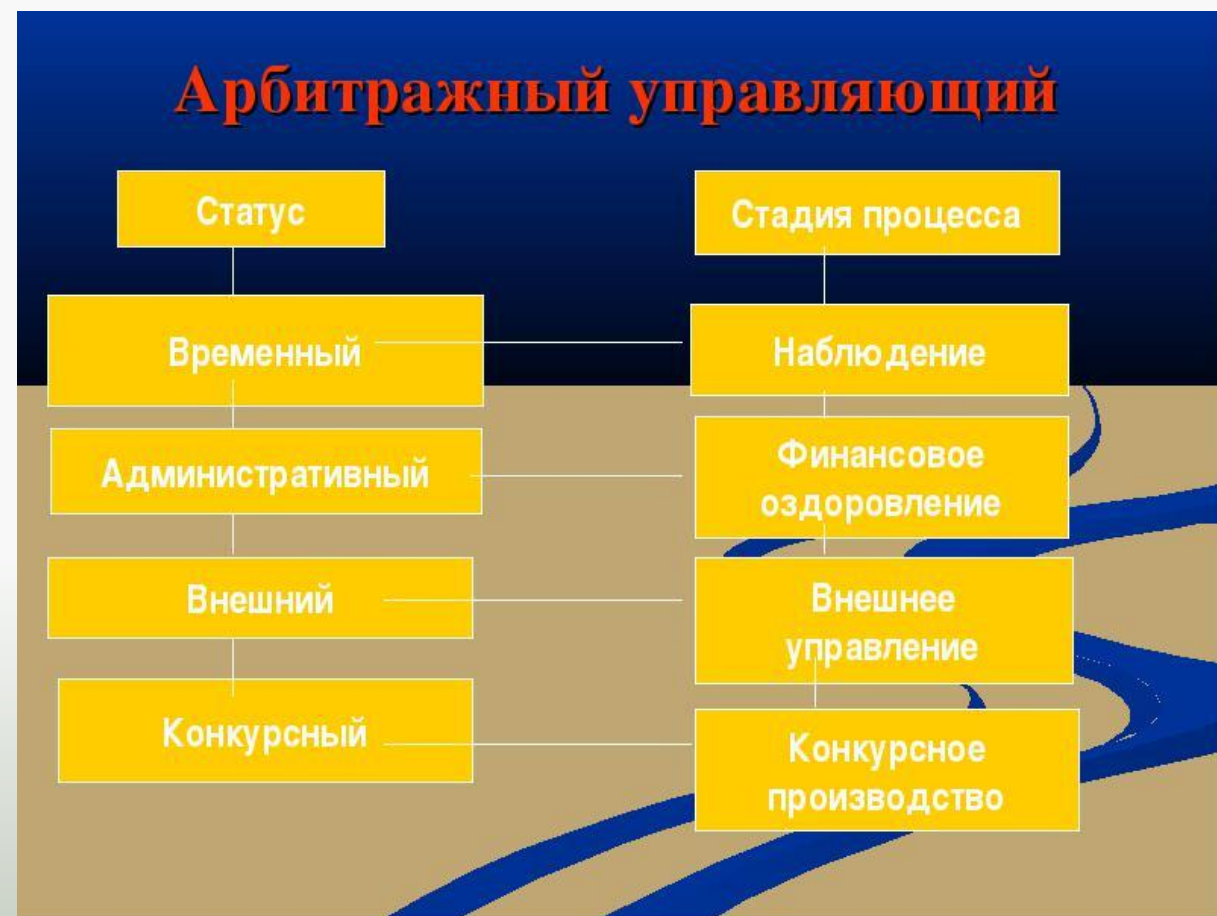 Арбитражный управляющий
Статус
Стадия процесса
Временный
Наблюдение
Административный
Финансовое
оздоровление
Внешний
Внешнее
управление
Конкурсный
Конкурсное
производство